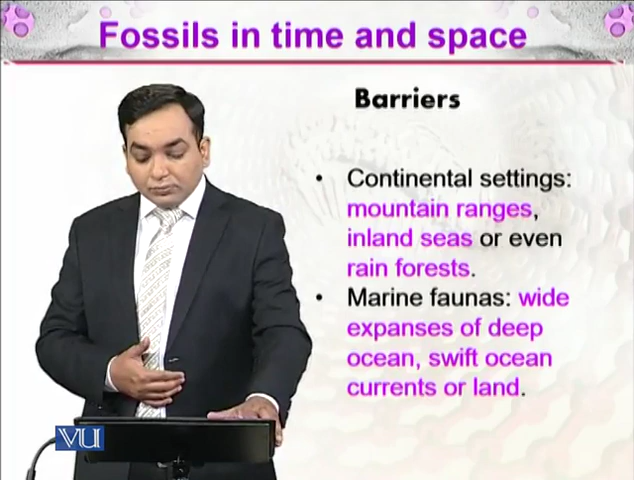 Fossils in time and space
Barriers
• Continental settings:
mountain ranges,
inland seas or even
rain forests.
• Marine faunas: wide
expanses of deep
ocean, swift ocean
currents or land.
VU